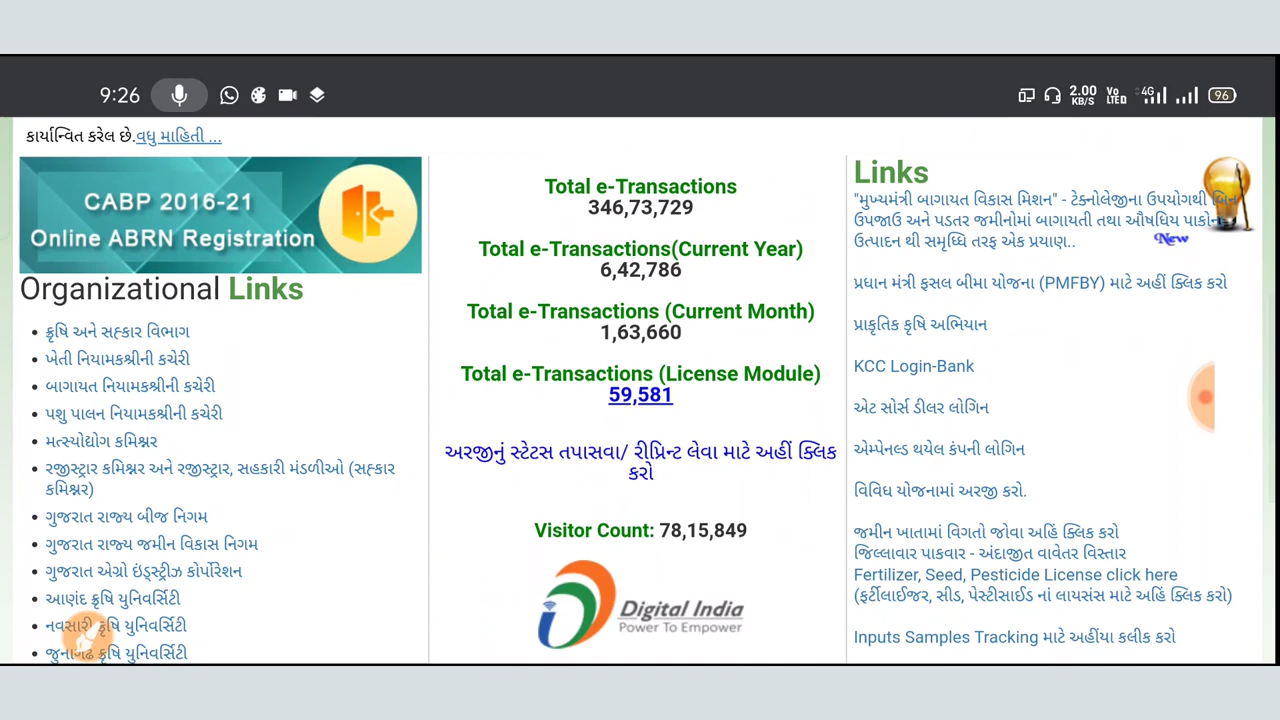 9:26
2.00
KB/S
Vo
LTE
4G
96
કાર્યાન્વિત કરેલ છે.વધુ માહિતી ...
CABP 2016-21
Online ABRN Registration
Organizational Links
ક્રૃષિ અને સહ્કાર વિભાગ
ખેતી નિયામકશ્રીની કચેરી
બાગાયત નિયામકશ્રીની કચેરી
પશુ પાલન નિયામકશ્રીની કચેરી
મત્સ્યોદ્યોગ કમિશ્નર
રજીસ્ટ્રાર કમિશ્નર અને રજીસ્ટ્રાર, સહકારી મંડળીઓ (સહ્કાર
કમિશ્નર)
ગુજરાત રાજ્ય બીજ નિગમ
ગુજરાત રાજ્ય જમીન વિકાસ નિગમ
ગુજરાત એગ્રો ઇંડ્સ્ટ્રીઝ કોર્પોરેશન
આણંદ ક્રૃષિ યુનિવર્સિટી
નવસારી કૃષિ યુનિવર્સિટી
જુનાગઢ કૃષિ યુનિવર્સિટી
Total e-Transactions
346,73,729
Total e-Transactions(Current Year)
6,42,786
Total e-Transactions (Current Month)
1,63,660
Total e-Transactions (License Module)
59,581
અરજીનું સ્ટેટસ તપાસવા/ રીપ્રિન્ટ લેવા માટે અહીં ક્લિક
કરો
Visitor Count: 78,15,849
Digital India
Power To Empower
Links
"મુખ્યમંત્રી બાગાયત વિકાસ મિશન" - ટેક્નોલેજીના ઉપયોગથી બિન
ઉપજાઉ અને પડતર જમીનોમાં બાગાયતી તથા ઔષધિય પાકોના
ઉત્પાદન થી સમૃધ્ધિ તરફ એક પ્રયાણ..
New
પ્રધાન મંત્રી ફસલ બીમા યોજના (PMFBY) માટે અહીં ક્લિક કરો
પ્રાકૃતિક કૃષિ અભિયાન
KCC Login-Bank
એટ સોર્સ ડીલર લોગિન
એમ્પેનલ્ડ થયેલ કંપની લોગિન
વિવિધ યોજનામાં અરજી કરો.
જમીન ખાતામાં વિગતો જોવા અહિં ક્લિક કરો
જિલ્લાવાર પાકવાર - અંદાજીત વાવેતર વિસ્તાર
Fertilizer, Seed, Pesticide License click here
(ફર્ટીલાઈજર, સીડ, પેસ્ટીસાઈડ નાં લાયસંસ માટે અહિં ક્લિક કરો)
Inputs Samples Tracking માટે અહીંયા કલીક કરો